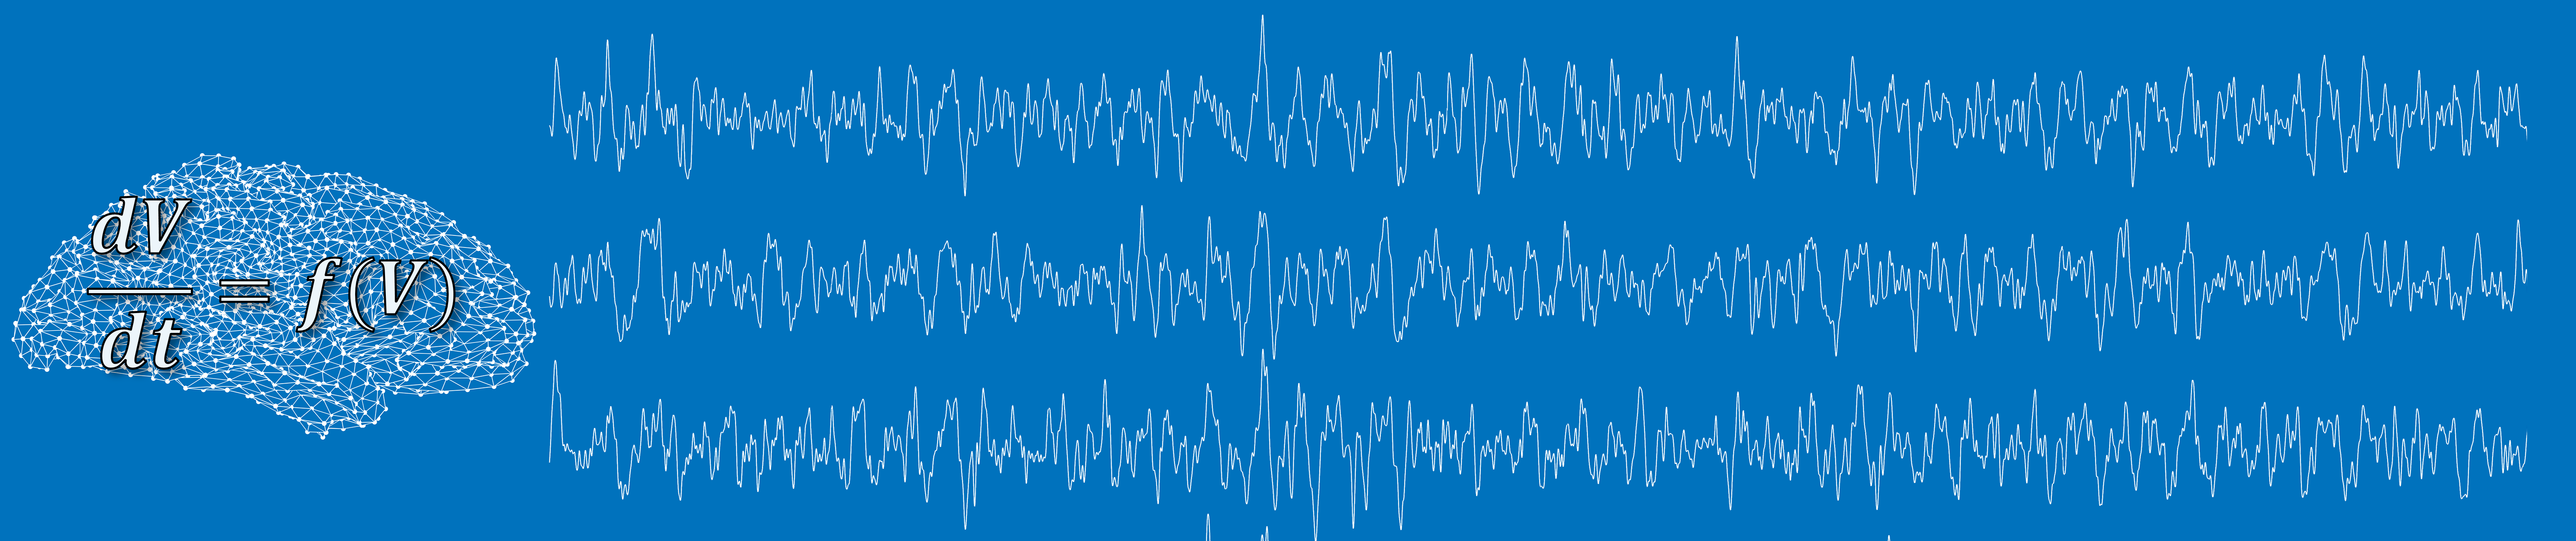 dV/dt = f(V)